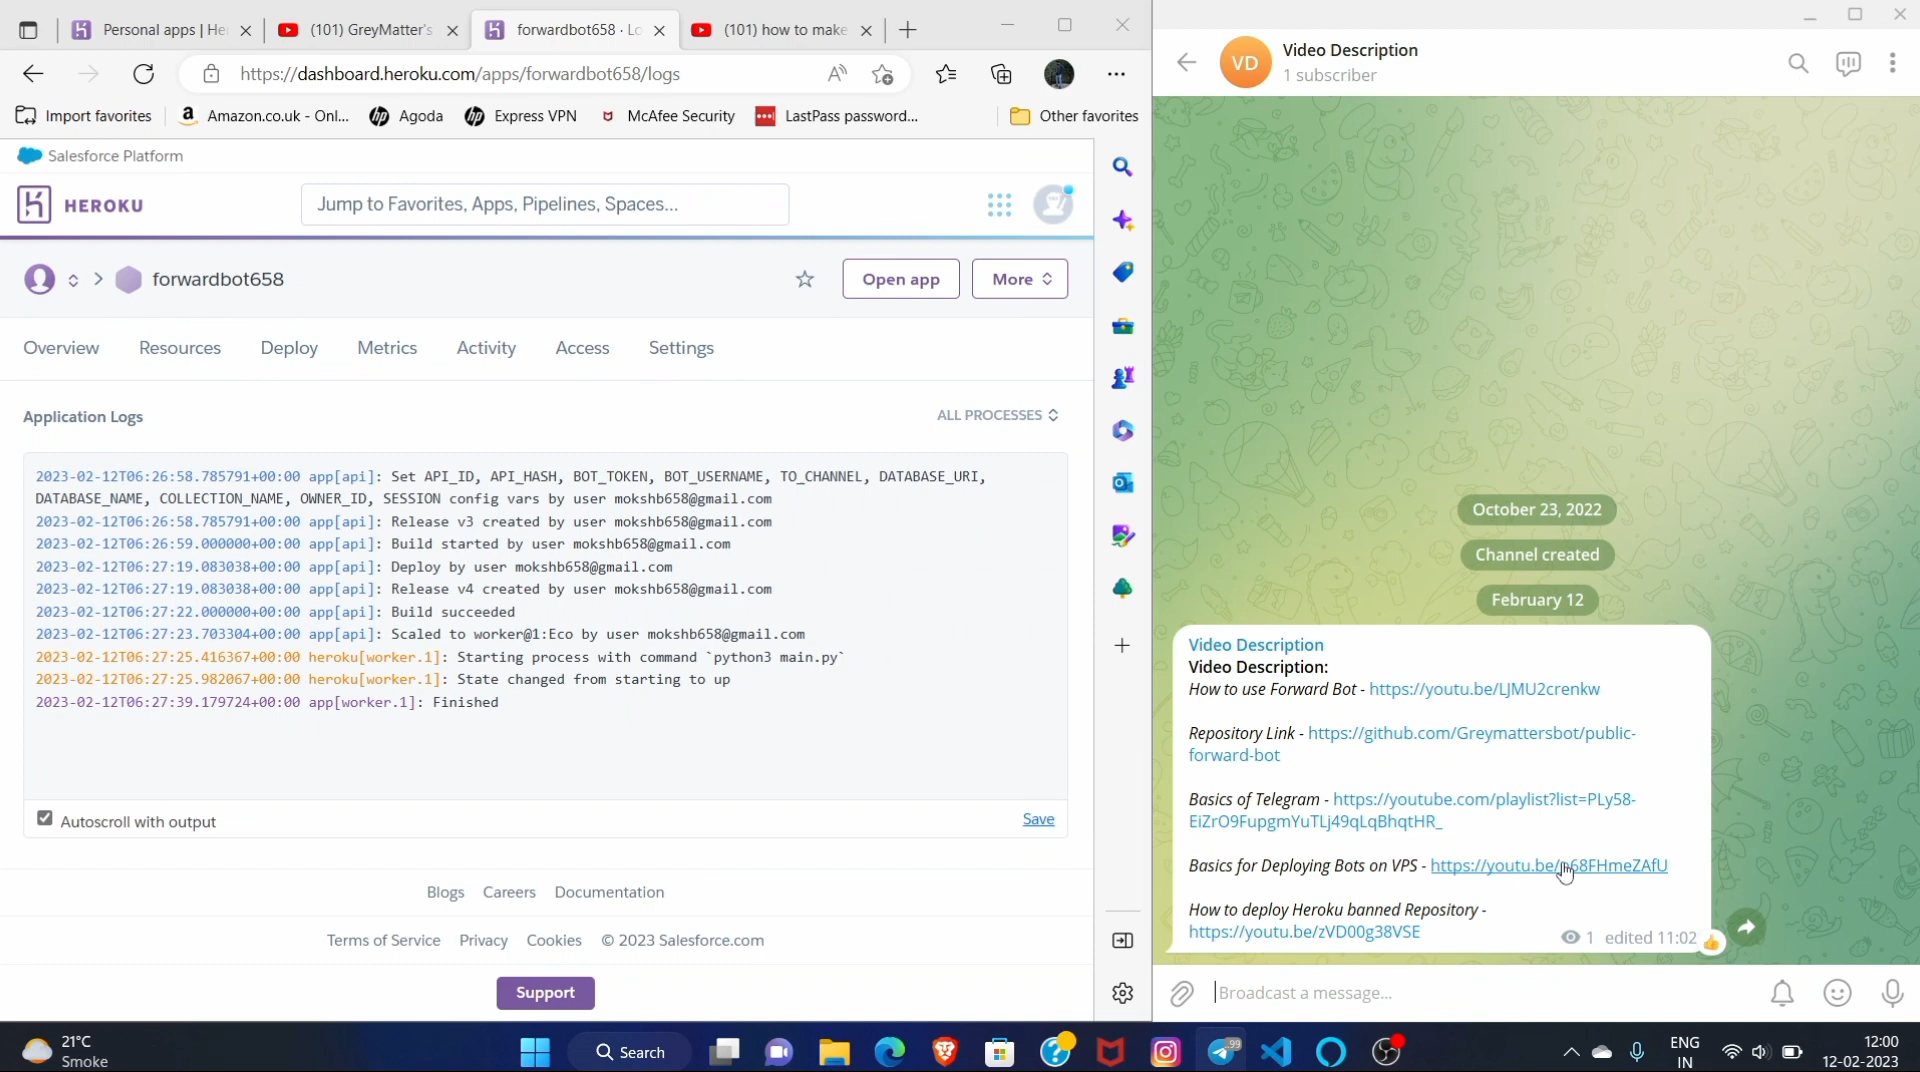 Personal apps | He
(101) GreyMatter's
forwardbot658 · Lo
(101) how to make
https://dashboard.heroku.com/apps/forwardbot658/logs
Import favorites
Amazon.co.uk - Onl...
Agoda
Express VPN
McAfee Security
LastPass password...
Other favorites
Salesforce Platform
HEROKU
Jump to Favorites, Apps, Pipelines, Spaces...
forwardbot658
Open app
More
Overview
Resources
Deploy
Metrics
Activity
Access
Settings
Application Logs
ALL PROCESSES
2023-02-12T06:26:58.785791+00:00 app[api]: Set API_ID, API_HASH, BOT_TOKEN, BOT_USERNAME, TO_CHANNEL, DATABASE_URI,
DATABASE_NAME, COLLECTION_NAME, OWNER_ID, SESSION config vars by user mokshb658@gmail.com
2023-02-12T06:26:58.785791+00:00 app[api]: Release v3 created by user mokshb658@gmail.com
2023-02-12T06:26:59.000000+00:00 app[api]: Build started by user mokshb658@gmail.com
2023-02-12T06:27:19.083038+00:00 app[api]: Deploy by user mokshb658@gmail.com
2023-02-12T06:27:19.083038+00:00 app[api]: Release v4 created by user mokshb658@gmail.com
2023-02-12T06:27:22.000000+00:00 app[api]: Build succeeded
2023-02-12T06:27:23.703304+00:00 app[api]: Scaled to worker@1:Eco by user mokshb658@gmail.com
2023-02-12T06:27:25.416367+00:00 heroku[worker.1]: Starting process with command `python3 main.py`
2023-02-12T06:27:25.982067+00:00 heroku[worker.1]: State changed from starting to up
2023-02-12T06:27:39.179724+00:00 app[worker.1]: Finished
Autoscroll with output
Save
Blogs
Careers
Documentation
Terms of Service
Privacy
Cookies
© 2023 Salesforce.com
Support
VD
Video Description
1 subscriber
October 23, 2022
Channel created
February 12
Video Description
Video Description:
How to use Forward Bot - https://youtu.be/LJMU2crenkw
Repository Link - https://github.com/Greymattersbot/public-
forward-bot
Basics of Telegram - https://youtube.com/playlist?list=PLy58-
EiZrO9FupgmYuTLj49qLqBhqtHR_
Basics for Deploying Bots on VPS -
How to deploy Heroku banned Repository -
https://youtu.be/zVD00g38VSE
1 edited 11:02
Broadcast a message...
21°C
Smoke
Search
99
ENG
IN
12:00
12-02-2023